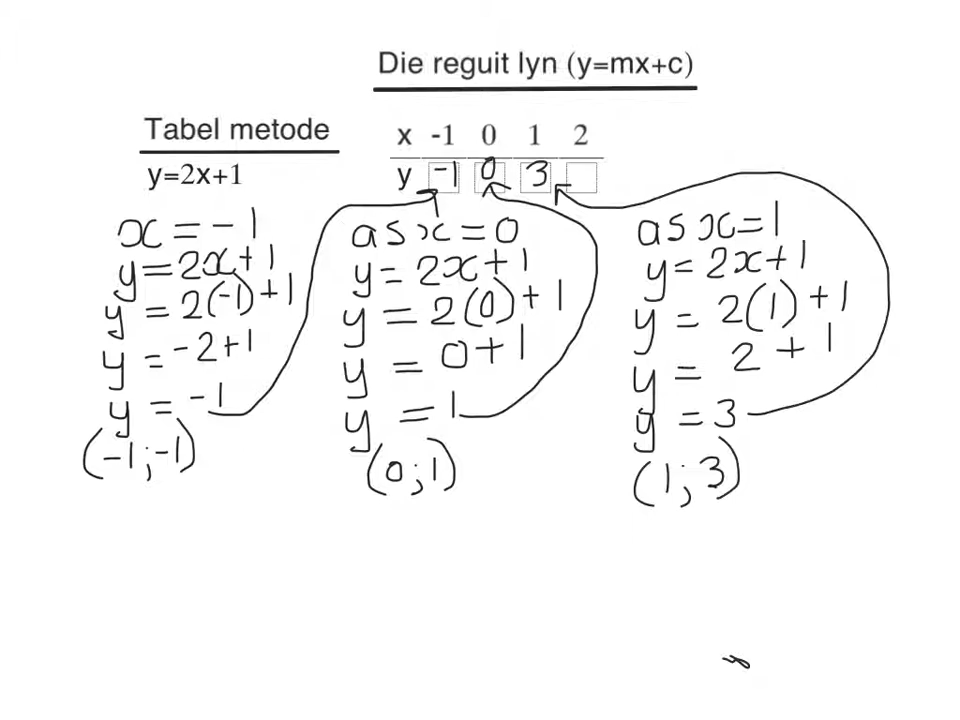 Die reguit lyn (y=mx+c)
Tabel metode
x -1 0 1 2
y=2x+1
y -1 0 3
x = -1
y = 2x+1
y = 2(-1)+1
y = -2+1
y = -1
(-1;-1)
as x=0
y = 2x+1
y = 2(0)+1
y = 0+1
y = 1
(0;1)
as x=1
y = 2x+1
y = 2(1)+1
y = 2+1
y = 3
(1;3)